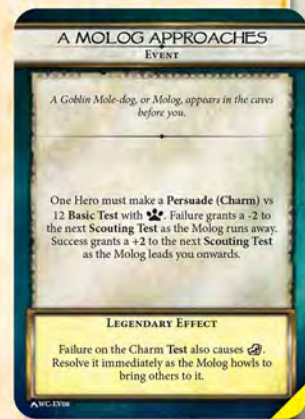 A MOLOG APPROACHES
EVENT
A Goblin Mole-dog, or Molog, appears in the caves
before you.
One Hero must make a Persuade (Charm) vs
12 Basic Test with . Failure grants a -2 to
the next Scouting Test as the Molog runs away.
Success grants a +2 to the next Scouting Test
as the Molog leads you onwards.
LEGENDARY EFFECT
Failure on the Charm Test also causes .
Resolve it immediately as the Molog howls to
bring others to it.
WC-EV06